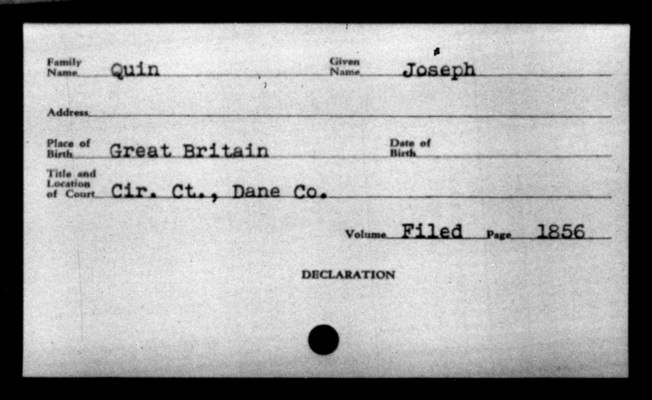 Family Name Quin Given Name Joseph
Address
Place of Birth Great Britain Date of Birth
Title and Location of Court Cir. Ct., Dane Co.
Volume Filed Page 1856
DECLARATION